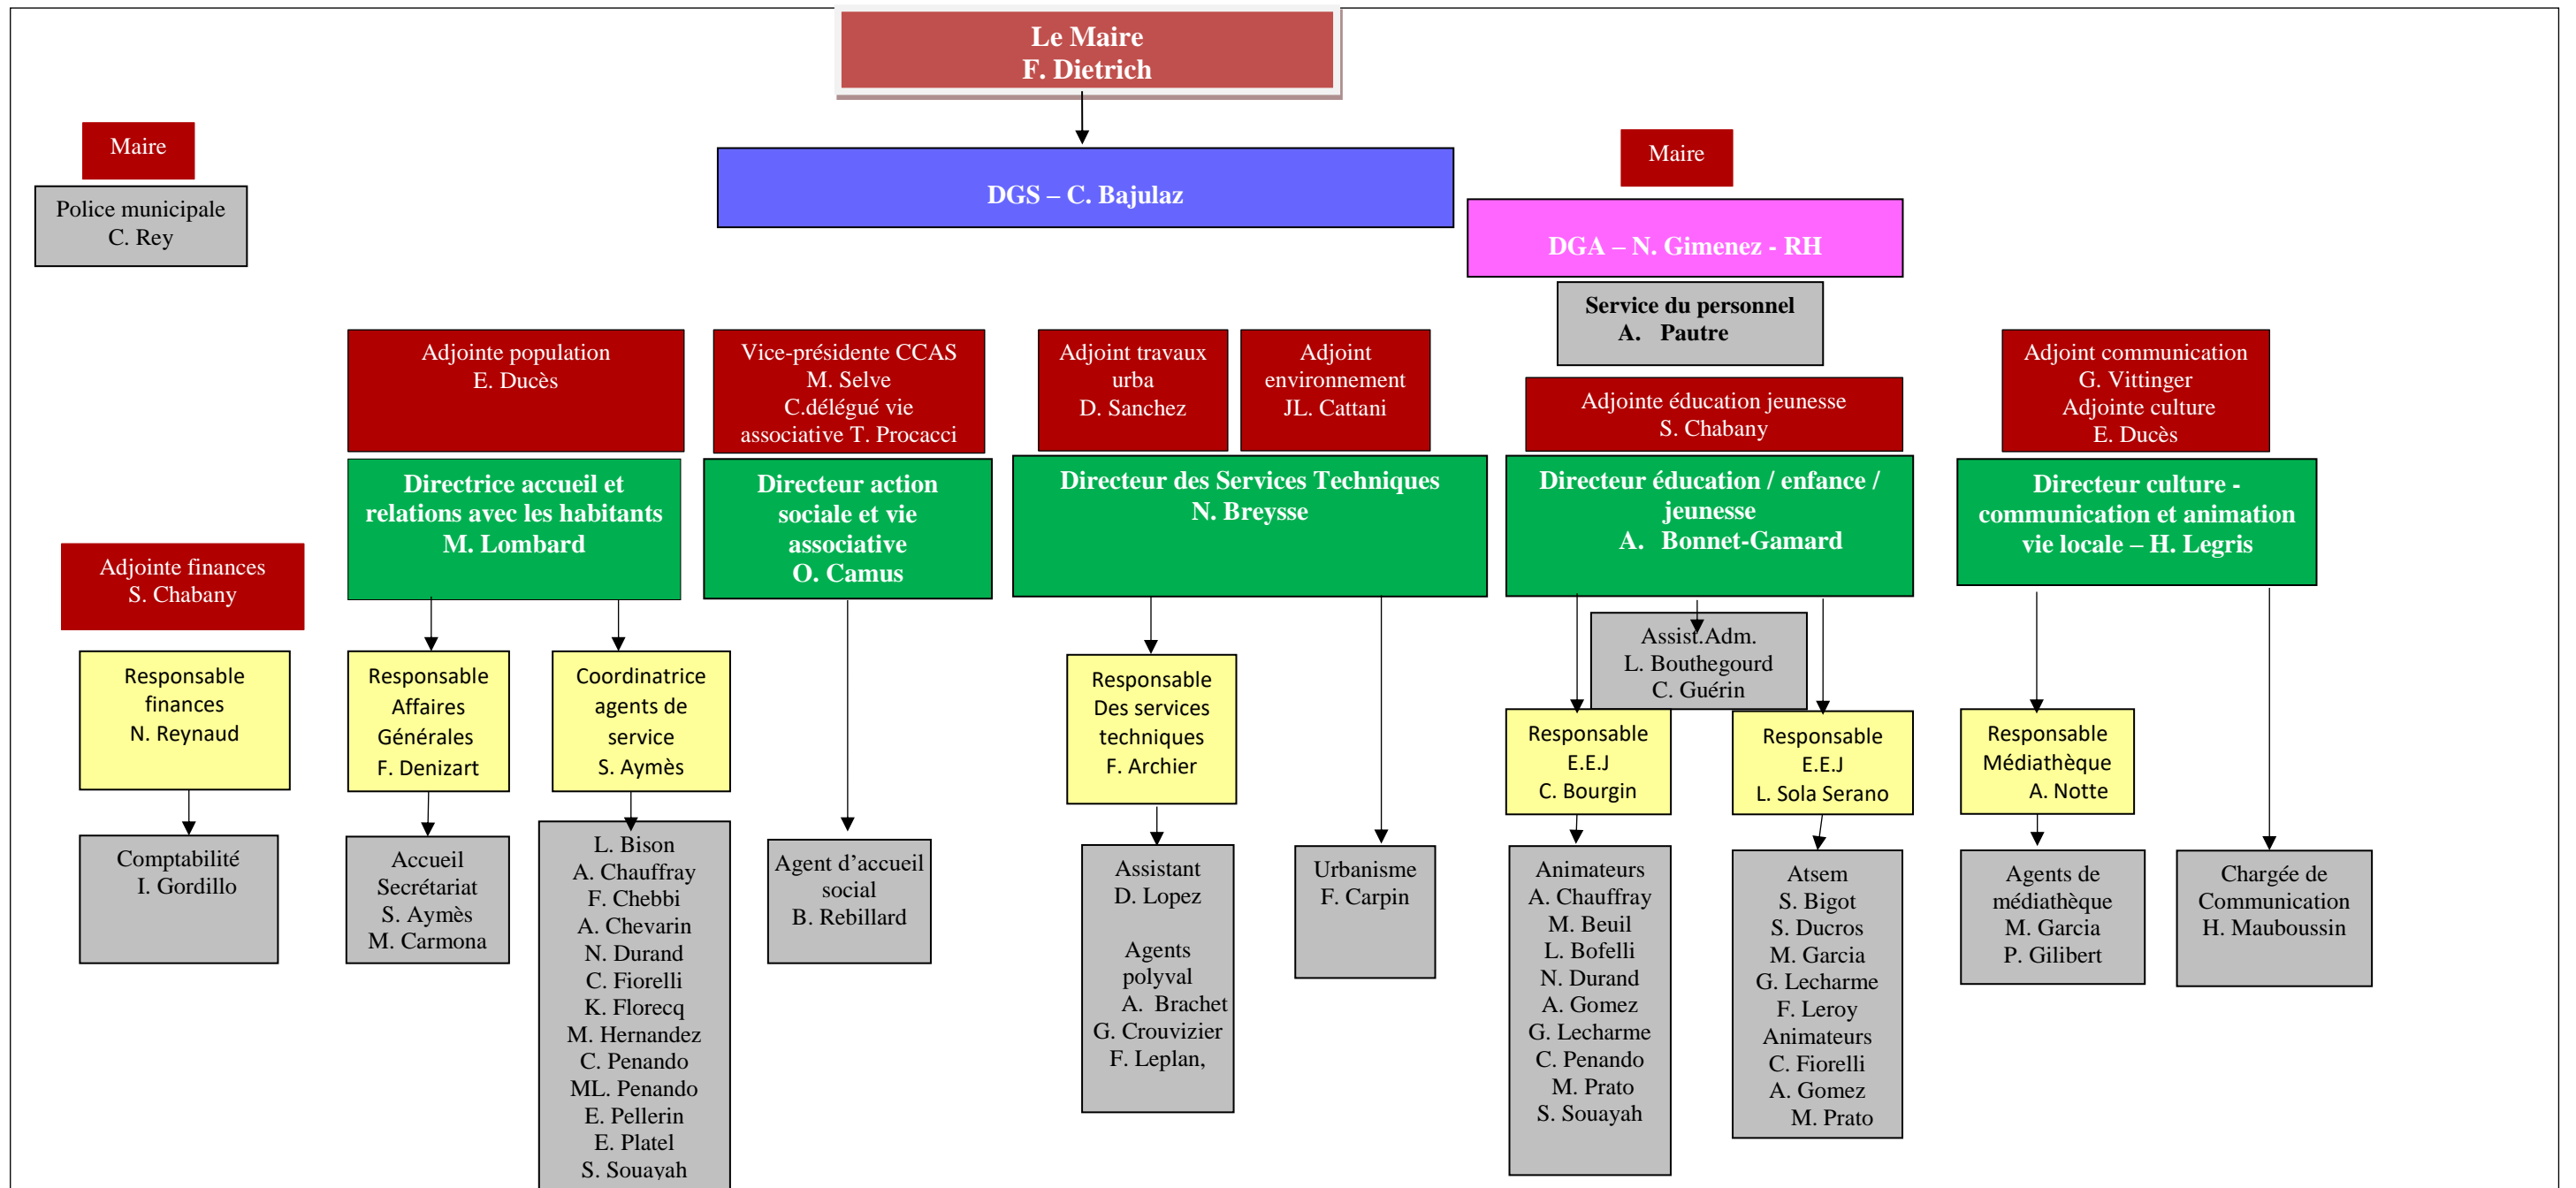 Le Maire
F. Dietrich
Maire
Police municipale
C. Rey
DGS – C. Bajulaz
Maire
DGA – N. Gimenez - RH
Service du personnel
A. Pautre
Adjointe finances
S. Chabany
Responsable
finances
N. Reynaud
Comptabilité
I. Gordillo
Adjointe population
E. Ducès
Directrice accueil et
relations avec les habitants
M. Lombard
Responsable
Affaires
Générales
F. Denizart
Accueil
Secrétariat
S. Aymès
M. Carmona
Coordinatrice
agents de
service
S. Aymès
L. Bison
A. Chauffray
F. Chebbi
A. Chevarin
N. Durand
C. Fiorelli
K. Florecq
M. Hernandez
C. Penando
ML. Penando
E. Pellerin
E. Platel
S. Souayah
Vice-présidente CCAS
M. Selve
C.délégué vie
associative T. Procacci
Directeur action
sociale et vie
associative
O. Camus
Agent d’accueil
social
B. Rebillard
Adjoint travaux
urba
D. Sanchez
Adjoint
environnement
JL. Cattani
Directeur des Services Techniques
N. Breysse
Responsable
Des services
techniques
F. Archier
Assistant
D. Lopez
Agents
polyval
A. Brachet
G. Crouvizier
F. Leplan,
Urbanisme
F. Carpin
Adjointe éducation jeunesse
S. Chabany
Directeur éducation / enfance /
jeunesse
A. Bonnet-Gamard
Assist.Adm.
L. Bouthegourd
C. Guérin
Responsable
E.E.J
C. Bourgin
Animateurs
A. Chauffray
M. Beuil
L. Bofelli
N. Durand
A. Gomez
G. Lecharme
C. Penando
M. Prato
S. Souayah
Responsable
E.E.J
L. Sola Serano
Atsem
S. Bigot
S. Ducros
M. Garcia
G. Lecharme
F. Leroy
Animateurs
C. Fiorelli
A. Gomez
M. Prato
Adjoint communication
G. Vittinger
Adjointe culture
E. Ducès
Directeur culture -
communication et animation
vie locale – H. Legris
Responsable
Médiathèque
A. Notte
Agents de
médiathèque
M. Garcia
P. Gilibert
Chargée de
Communication
H. Mauboussin